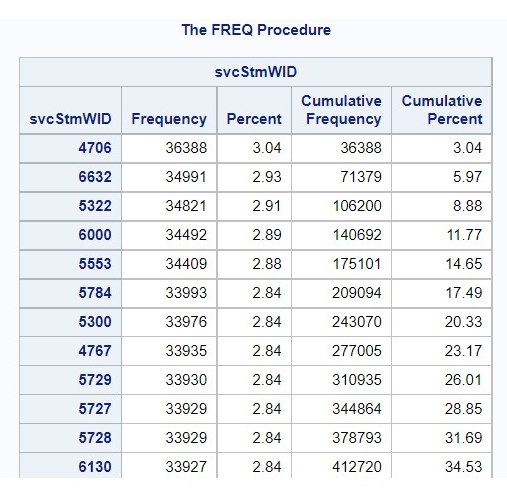 The FREQ Procedure
svcStmWID
svcStmWID Frequency Percent Cumulative Frequency Cumulative Percent
4706 36388 3.04 36388 3.04
6632 34991 2.93 71379 5.97
5322 34821 2.91 106200 8.88
6000 34492 2.89 140692 11.77
5553 34409 2.88 175101 14.65
5784 33993 2.84 209094 17.49
5300 33976 2.84 243070 20.33
4767 33935 2.84 277005 23.17
5729 33930 2.84 310935 26.01
5727 33929 2.84 344864 28.85
5728 33929 2.84 378793 31.69
6130 33927 2.84 412720 34.53